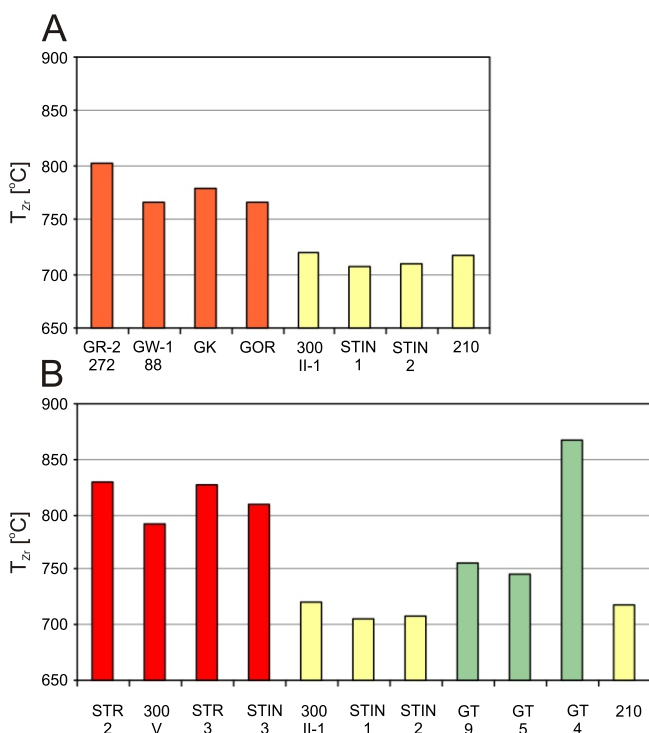 A
900
850
800
750
700
650
T_Zr [°C]
GR-2 GW-1 GK GOR 300 STIN STIN 210
272 88 II-1 1 2
B
900
850
800
750
700
650
T_Zr [°C]
STR 300 STR STIN 300 STIN STIN GT GT GT 210
2 V 3 3 II-1 1 2 9 5 4